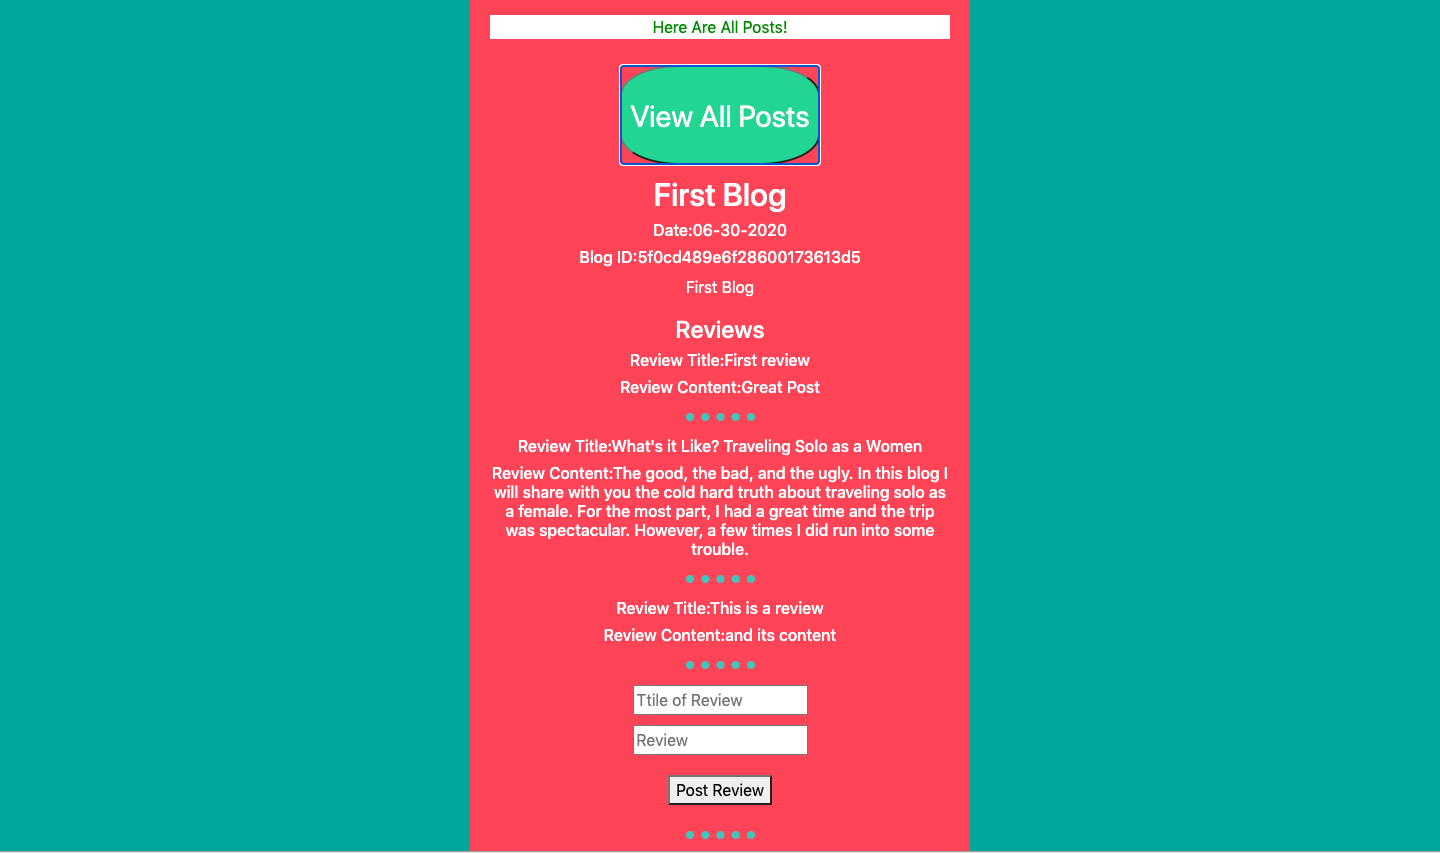 Here Are All Posts!
View All Posts
First Blog
Date:06-30-2020
Blog ID:5f0cd489e6f28600173613d5
First Blog
Reviews
Review Title:First review
Review Content:Great Post
Review Title:What's it Like? Traveling Solo as a Women
Review Content:The good, the bad, and the ugly. In this blog I
will share with you the cold hard truth about traveling solo as
a female. For the most part, I had a great time and the trip
was spectacular. However, a few times I did run into some
trouble.
Review Title:This is a review
Review Content:and its content
Ttile of Review
Review
Post Review